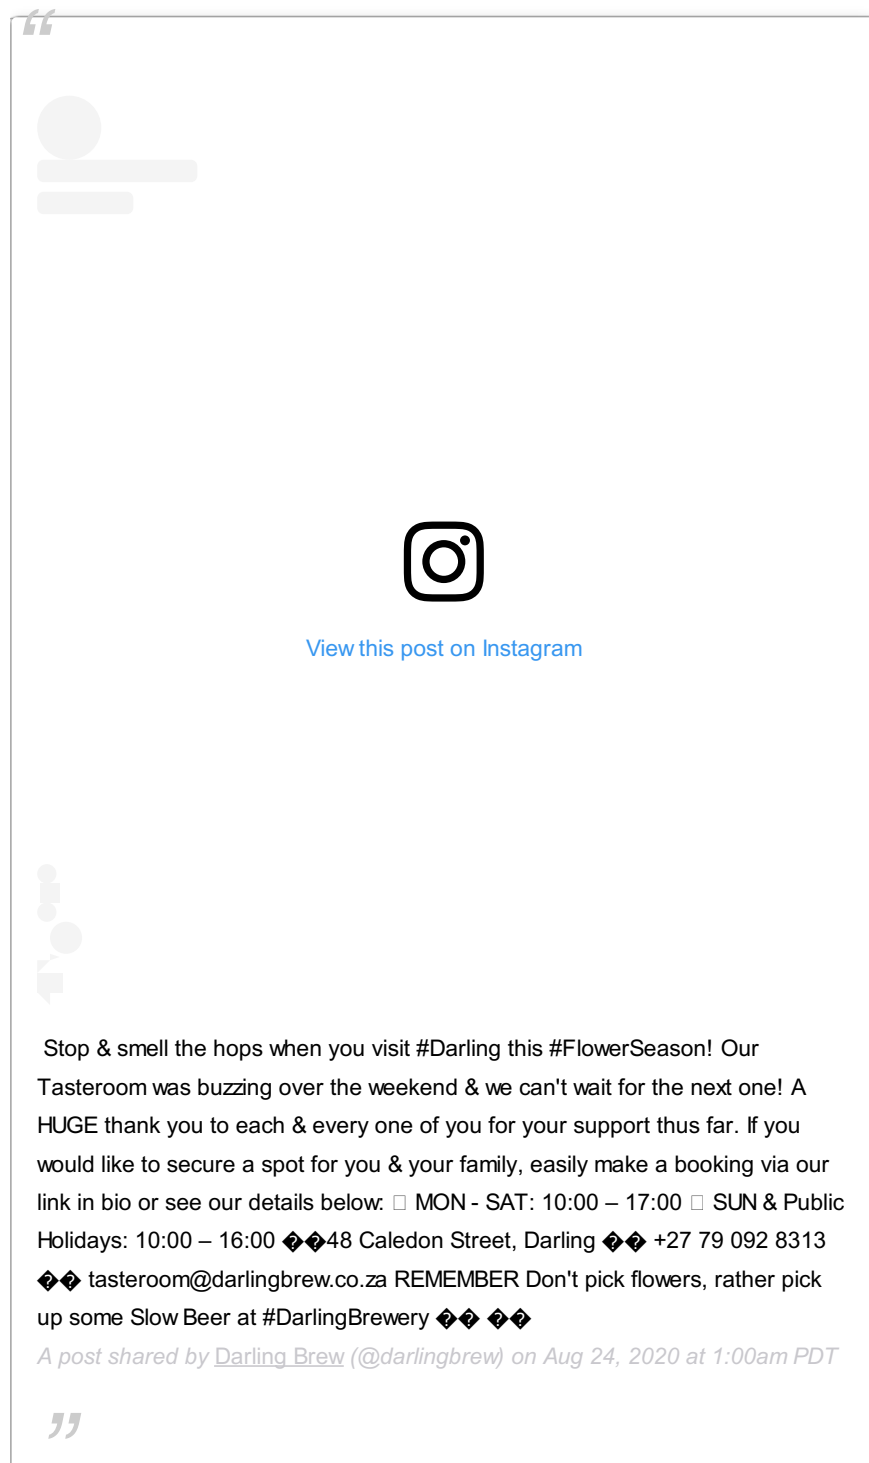 “
View this post on Instagram
Stop & smell the hops when you visit #Darling this #FlowerSeason! Our
Tasteroom was buzzing over the weekend & we can't wait for the next one! A
HUGE thank you to each & every one of you for your support thus far. If you
would like to secure a spot for you & your family, easily make a booking via our
link in bio or see our details below: □ MON - SAT: 10:00 – 17:00 □ SUN & Public
Holidays: 10:00 – 16:00 ��48 Caledon Street, Darling �� +27 79 092 8313
�� tasteroom@darlingbrew.co.za REMEMBER Don't pick flowers, rather pick
up some Slow Beer at #DarlingBrewery �� ��
A post shared by Darling Brew (@darlingbrew) on Aug 24, 2020 at 1:00am PDT
”